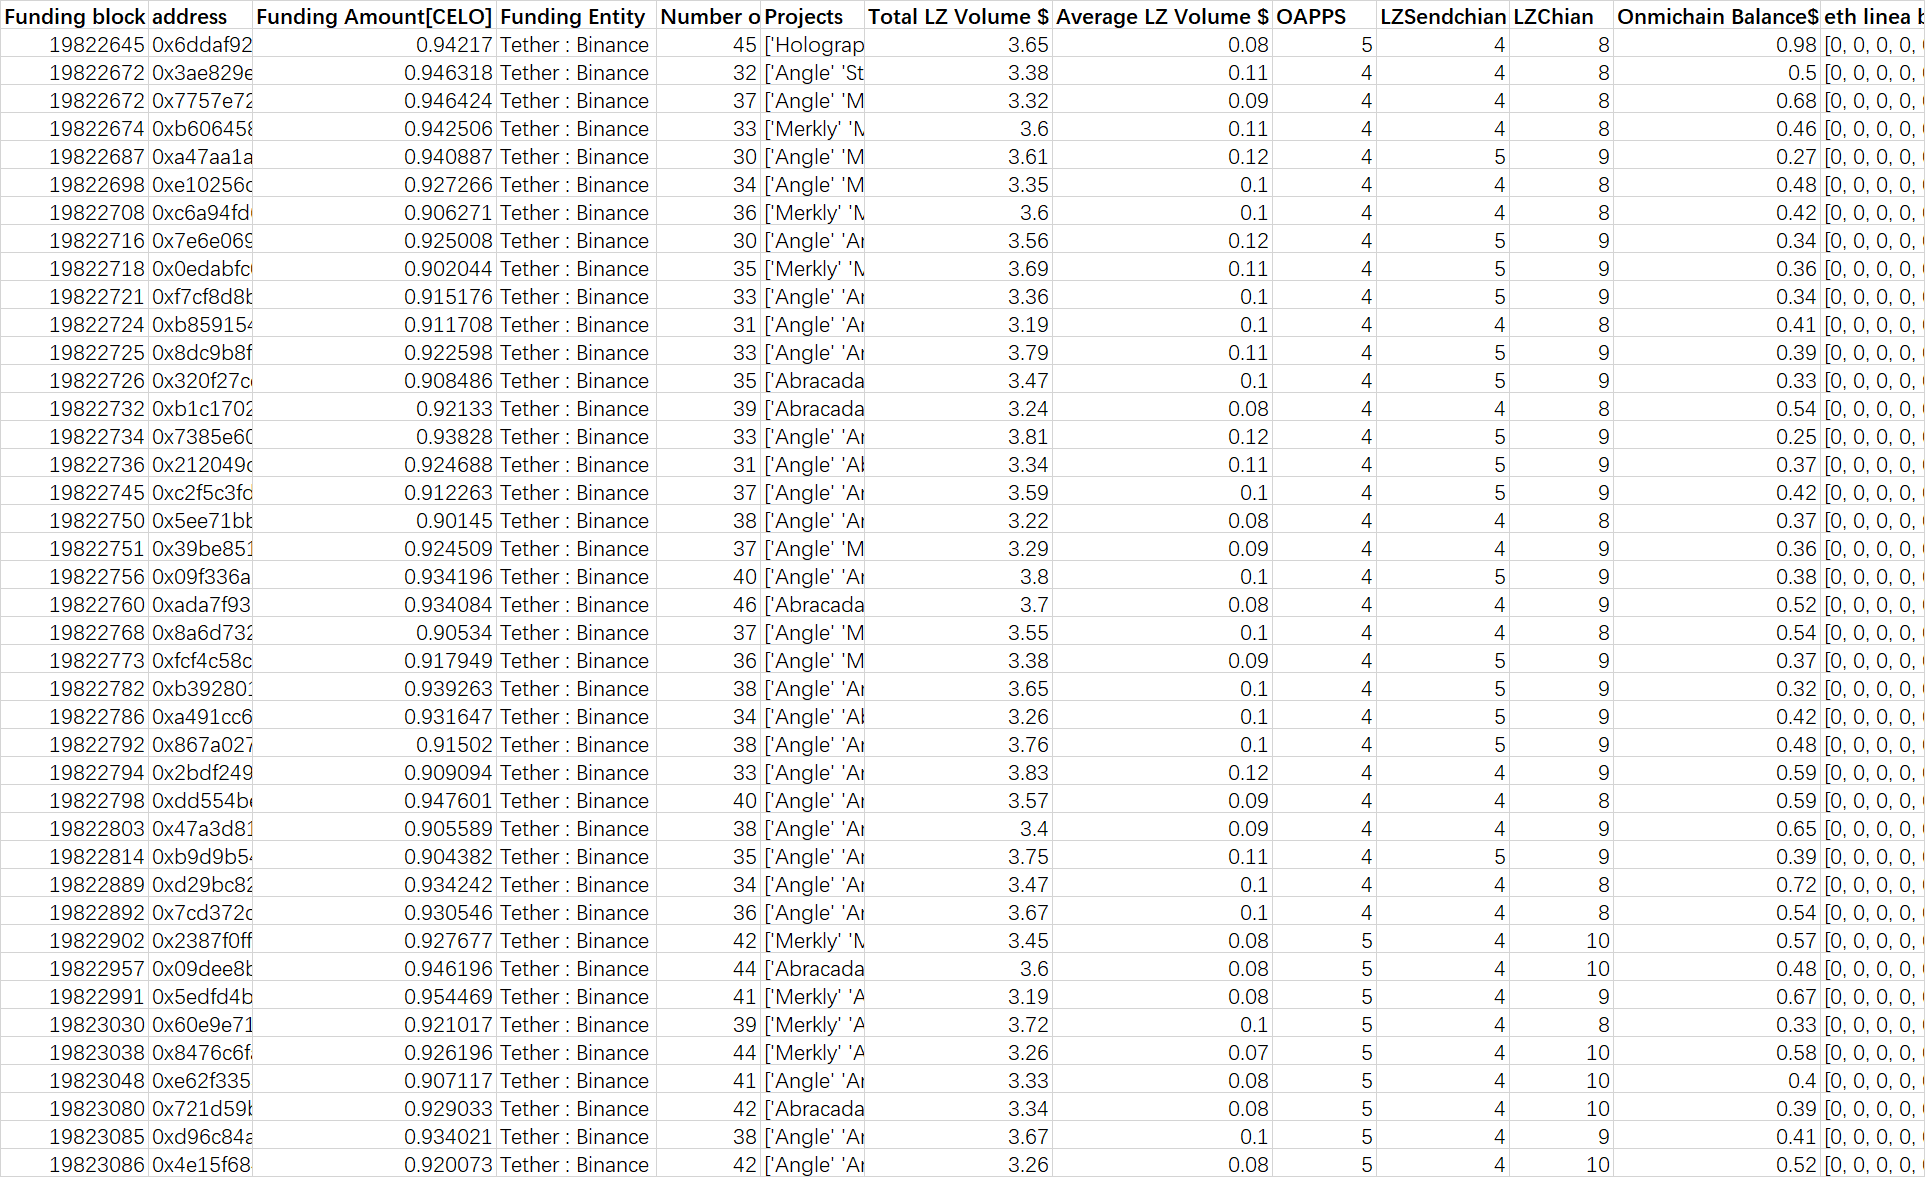 Funding block address Funding Amount[CELO] Funding Entity Number o Projects Total LZ Volume $ Average LZ Volume $ OAPPS LZSendchian LZChian Onmichain Balance$ eth linea b
19822645 0x6ddaf92 0.94217 Tether : Binance 45 ['Holograp 3.65 0.08 5 4 8 0.98 [0, 0, 0, 0,
19822672 0x3ae829e 0.946318 Tether : Binance 32 ['Angle' 'St 3.38 0.11 4 4 8 0.5 [0, 0, 0, 0,
19822672 0x7757e72 0.946424 Tether : Binance 37 ['Angle' 'M 3.32 0.09 4 4 8 0.68 [0, 0, 0, 0,
19822674 0xb606458 0.942506 Tether : Binance 33 ['Merkly' 'M 3.6 0.11 4 4 8 0.46 [0, 0, 0, 0,
19822687 0xa47aa1a 0.940887 Tether : Binance 30 ['Angle' 'M 3.61 0.12 4 5 9 0.27 [0, 0, 0, 0,
19822698 0xe10256c 0.927266 Tether : Binance 34 ['Angle' 'M 3.35 0.1 4 4 8 0.48 [0, 0, 0, 0,
19822708 0xc6a94fd 0.906271 Tether : Binance 36 ['Merkly' 'M 3.6 0.1 4 4 8 0.42 [0, 0, 0, 0,
19822716 0x7e6e069 0.925008 Tether : Binance 30 ['Angle' 'Ar 3.56 0.12 4 5 9 0.34 [0, 0, 0, 0,
19822718 0x0edabfc 0.902044 Tether : Binance 35 ['Merkly' 'M 3.69 0.11 4 5 9 0.36 [0, 0, 0, 0,
19822721 0xf7cf8d8b 0.915176 Tether : Binance 33 ['Angle' 'Ar 3.36 0.1 4 5 9 0.34 [0, 0, 0, 0,
19822724 0xb859154 0.911708 Tether : Binance 31 ['Angle' 'Ar 3.19 0.1 4 4 8 0.41 [0, 0, 0, 0,
19822725 0x8dc9b8f 0.922598 Tether : Binance 33 ['Angle' 'Ar 3.79 0.11 4 5 9 0.39 [0, 0, 0, 0,
19822726 0x320f27c 0.908486 Tether : Binance 35 ['Abracada 3.47 0.1 4 5 9 0.33 [0, 0, 0, 0,
19822732 0xb1c1702 0.92133 Tether : Binance 39 ['Abracada 3.24 0.08 4 4 8 0.54 [0, 0, 0, 0,
19822734 0x7385e60 0.93828 Tether : Binance 33 ['Angle' 'Ar 3.81 0.12 4 5 9 0.25 [0, 0, 0, 0,
19822736 0x212049c 0.924688 Tether : Binance 31 ['Angle' 'Ab 3.34 0.11 4 5 9 0.37 [0, 0, 0, 0,
19822745 0xc2f5c3fd 0.912263 Tether : Binance 37 ['Angle' 'Ar 3.59 0.1 4 5 9 0.42 [0, 0, 0, 0,
19822750 0x5ee71bb 0.90145 Tether : Binance 38 ['Angle' 'Ar 3.22 0.08 4 4 8 0.37 [0, 0, 0, 0,
19822751 0x39be851 0.924509 Tether : Binance 37 ['Angle' 'M 3.29 0.09 4 4 9 0.36 [0, 0, 0, 0,
19822756 0x09f336a 0.934196 Tether : Binance 40 ['Angle' 'Ar 3.8 0.1 4 5 9 0.38 [0, 0, 0, 0,
19822760 0xada7f93 0.934084 Tether : Binance 46 ['Abracada 3.7 0.08 4 4 9 0.52 [0, 0, 0, 0,
19822768 0x8a6d732 0.90534 Tether : Binance 37 ['Angle' 'M 3.55 0.1 4 4 8 0.54 [0, 0, 0, 0,
19822773 0xfcf4c58c 0.917949 Tether : Binance 36 ['Angle' 'M 3.38 0.09 4 5 9 0.37 [0, 0, 0, 0,
19822782 0xb392801 0.939263 Tether : Binance 38 ['Angle' 'Ar 3.65 0.1 4 5 9 0.32 [0, 0, 0, 0,
19822786 0xa491cc6 0.931647 Tether : Binance 34 ['Angle' 'Ab 3.26 0.1 4 5 9 0.42 [0, 0, 0, 0,
19822792 0x867a027 0.91502 Tether : Binance 38 ['Angle' 'Ar 3.76 0.1 4 5 9 0.48 [0, 0, 0, 0,
19822794 0x2bdf249 0.909094 Tether : Binance 33 ['Angle' 'Ar 3.83 0.12 4 4 9 0.59 [0, 0, 0, 0,
19822798 0xdd554be 0.947601 Tether : Binance 40 ['Angle' 'Ar 3.57 0.09 4 4 8 0.59 [0, 0, 0, 0,
19822803 0x47a3d81 0.905589 Tether : Binance 38 ['Angle' 'Ar 3.4 0.09 4 4 9 0.65 [0, 0, 0, 0,
19822814 0xb9d9b54 0.904382 Tether : Binance 35 ['Angle' 'Ar 3.75 0.11 4 5 9 0.39 [0, 0, 0, 0,
19822889 0xd29bc82 0.934242 Tether : Binance 34 ['Angle' 'Ar 3.47 0.1 4 4 8 0.72 [0, 0, 0, 0,
19822892 0x7cd372c 0.930546 Tether : Binance 36 ['Angle' 'Ar 3.67 0.1 4 4 8 0.54 [0, 0, 0, 0,
19822902 0x2387f0ff 0.927677 Tether : Binance 42 ['Merkly' 'M 3.45 0.08 5 4 10 0.57 [0, 0, 0, 0,
19822957 0x09dee8b 0.946196 Tether : Binance 44 ['Abracada 3.6 0.08 5 4 10 0.48 [0, 0, 0, 0,
19822991 0x5edfd4b 0.954469 Tether : Binance 41 ['Merkly' 'A 3.19 0.08 5 4 9 0.67 [0, 0, 0, 0,
19823030 0x60e9e71 0.921017 Tether : Binance 39 ['Merkly' 'A 3.72 0.1 5 4 8 0.33 [0, 0, 0, 0,
19823038 0x8476c6f 0.926196 Tether : Binance 44 ['Merkly' 'A 3.26 0.07 5 4 10 0.58 [0, 0, 0, 0,
19823048 0xe62f335 0.907117 Tether : Binance 41 ['Angle' 'Ar 3.33 0.08 5 4 10 0.4 [0, 0, 0, 0,
19823080 0x721d59b 0.929033 Tether : Binance 42 ['Abracada 3.34 0.08 5 4 10 0.39 [0, 0, 0, 0,
19823085 0xd96c84a 0.934021 Tether : Binance 38 ['Angle' 'Ar 3.67 0.1 5 4 9 0.41 [0, 0, 0, 0,
19823086 0x4e15f68 0.920073 Tether : Binance 42 ['Angle' 'Ar 3.26 0.08 5 4 10 0.52 [0, 0, 0, 0,